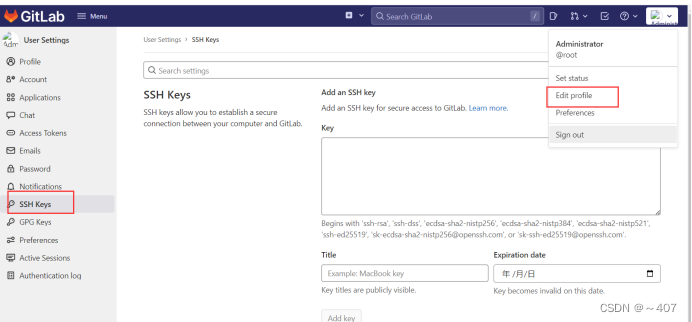 GitLab Menu Search GitLab /
User Settings
User Settings > SSH Keys
Administrator
@root
Profile
Account
Applications
Chat
Access Tokens
Emails
Password
Notifications
SSH Keys
GPG Keys
Preferences
Active Sessions
Authentication log
Search settings
SSH Keys
SSH keys allow you to establish a secure
connection between your computer and GitLab.
Add an SSH key
Add an SSH key for secure access to GitLab. Learn more.
Key
Begins with 'ssh-rsa', 'ssh-dss', 'ecdsa-sha2-nistp256', 'ecdsa-sha2-nistp384', 'ecdsa-sha2-nistp521',
'ssh-ed25519', 'sk-ecdsa-sha2-nistp256@openssh.com', or 'sk-ssh-ed25519@openssh.com'.
Title
Example: MacBook key
Key titles are publicly visible.
Expiration date
年 /月/日
Key becomes invalid on this date.
Add key
Set status
Edit profile
Preferences
Sign out
CSDN @～407